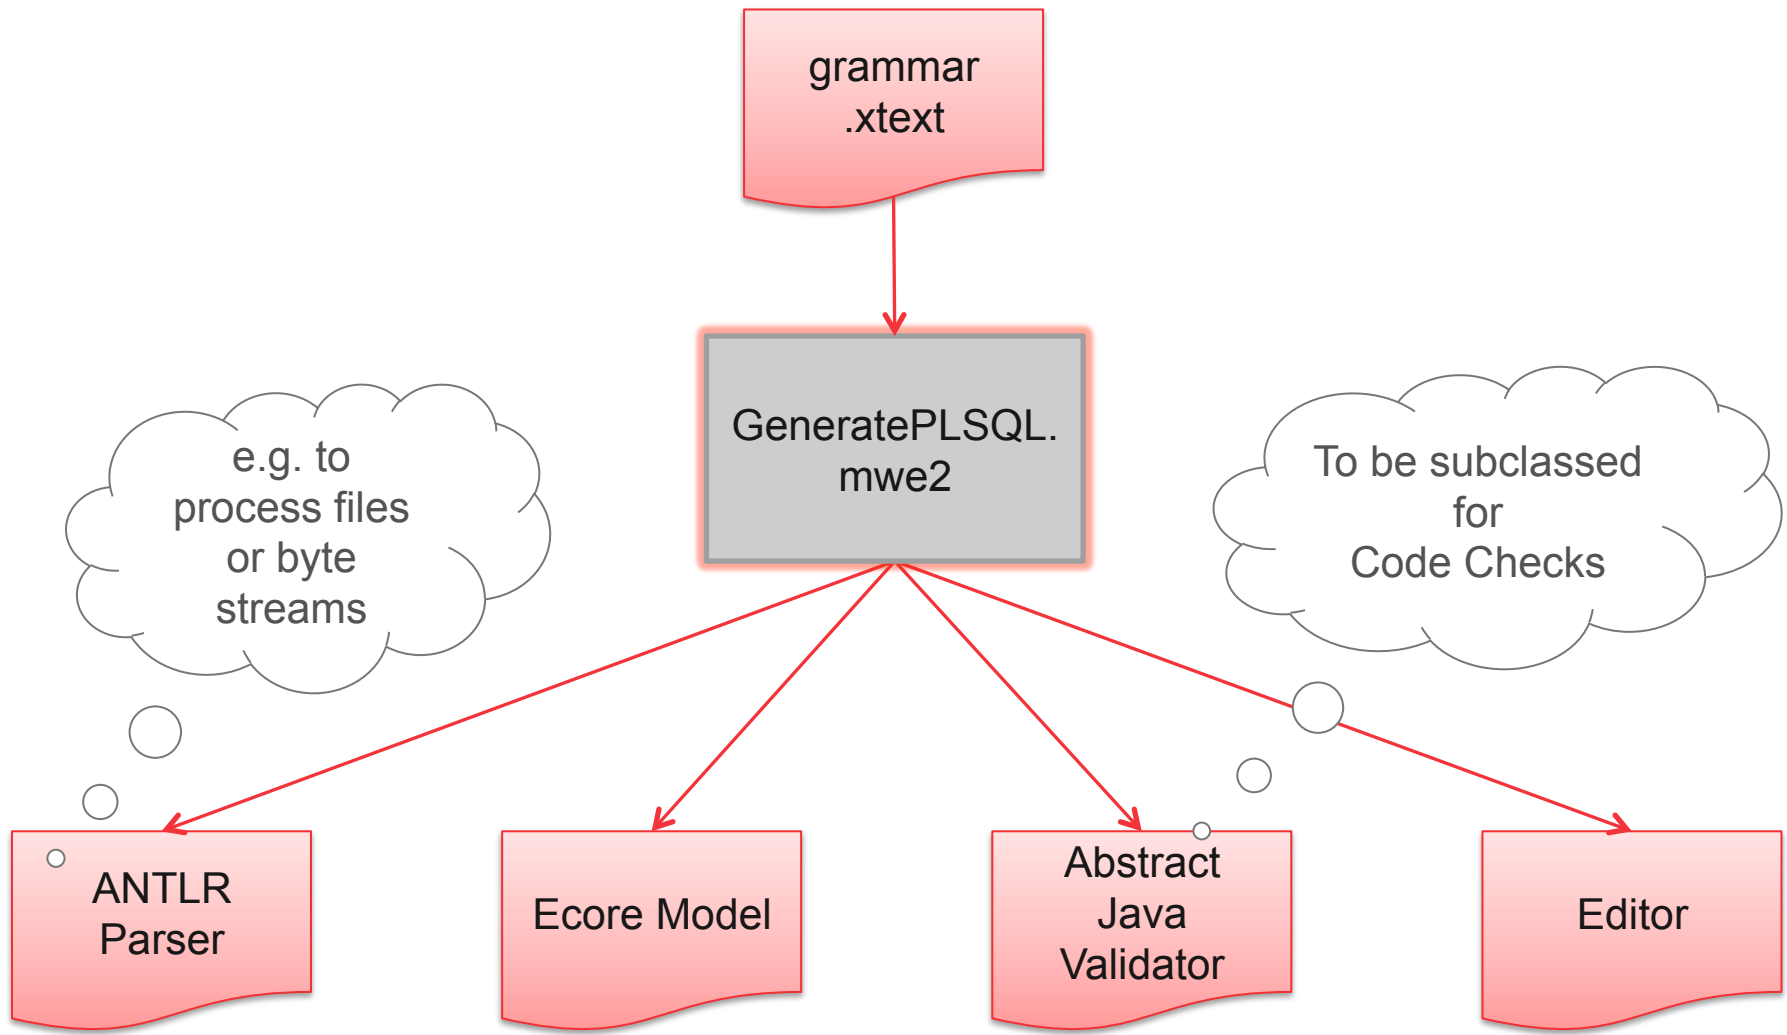 grammar
.xtext
GeneratePLSQL.
mwe2
e.g. to
process files
or byte
streams
To be subclassed
for
Code Checks
ANTLR
Parser
Ecore Model
Abstract
Java
Validator
Editor